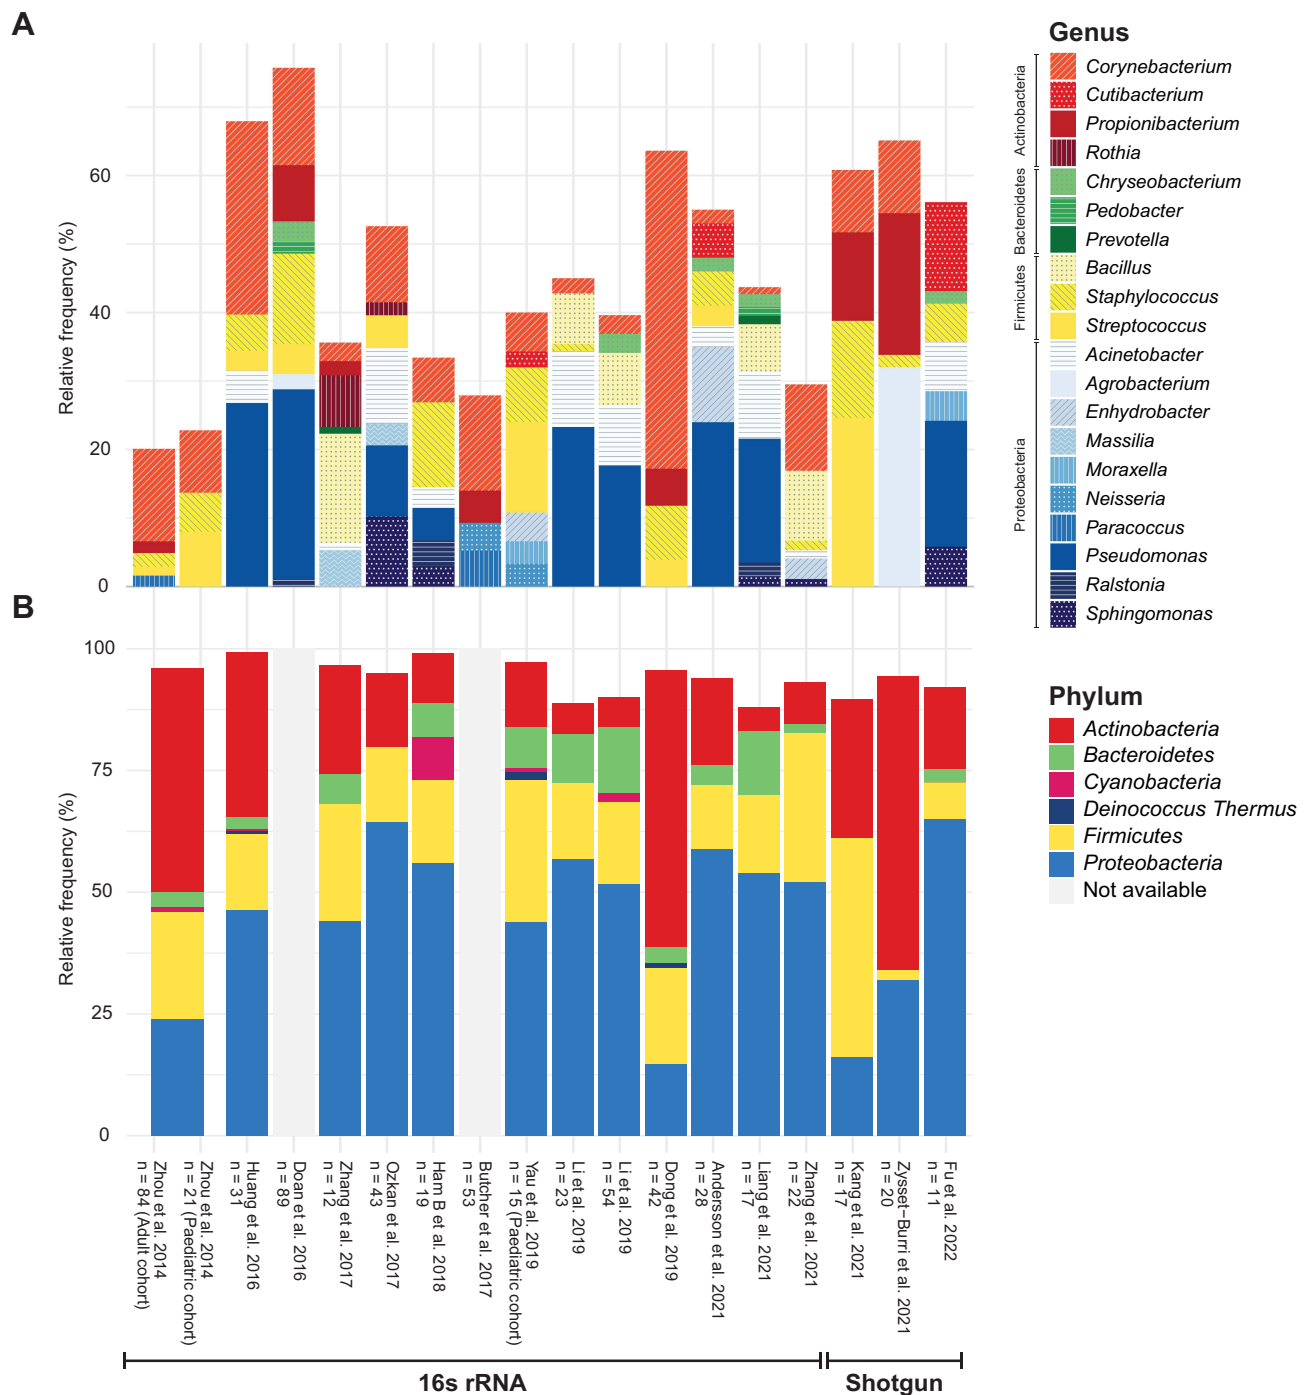 A
Relative frequency (%)
60
40
20
0
Genus
Actinobacteria
Corynebacterium
Cutibacterium
Propionibacterium
Rothia
Bacteroidetes
Chryseobacterium
Pedobacter
Prevotella
Firmicutes
Bacillus
Staphylococcus
Streptococcus
Proteobacteria
Acinetobacter
Agrobacterium
Enhydrobacter
Massilia
Moraxella
Neisseria
Paracoccus
Pseudomonas
Ralstonia
Sphingomonas
B
Relative frequency (%)
100
75
50
25
0
Phylum
Actinobacteria
Bacteroidetes
Cyanobacteria
Deinococcus Thermus
Firmicutes
Proteobacteria
Not available
Zhou et al. 2014
n = 84 (Adult cohort)
Zhou et al. 2014
n = 21 (Paediatric cohort)
Huang et al. 2016
n = 31
Doan et al. 2016
n = 89
Zhang et al. 2017
n = 12
Ozkan et al. 2017
n = 43
Ham B et al. 2018
n = 19
Butcher et al. 2017
n = 53
Yau et al. 2019
n = 15 (Paediatric cohort)
Li et al. 2019
n = 23
Li et al. 2019
n = 54
Dong et al. 2019
n = 42
Andersson et al. 2021
n = 28
Liang et al. 2021
n = 17
Zhang et al. 2021
n = 22
Kang et al. 2021
n = 17
Zysset−Burri et al. 2021
n = 20
Fu et al. 2022
n = 11
16s rRNA
Shotgun